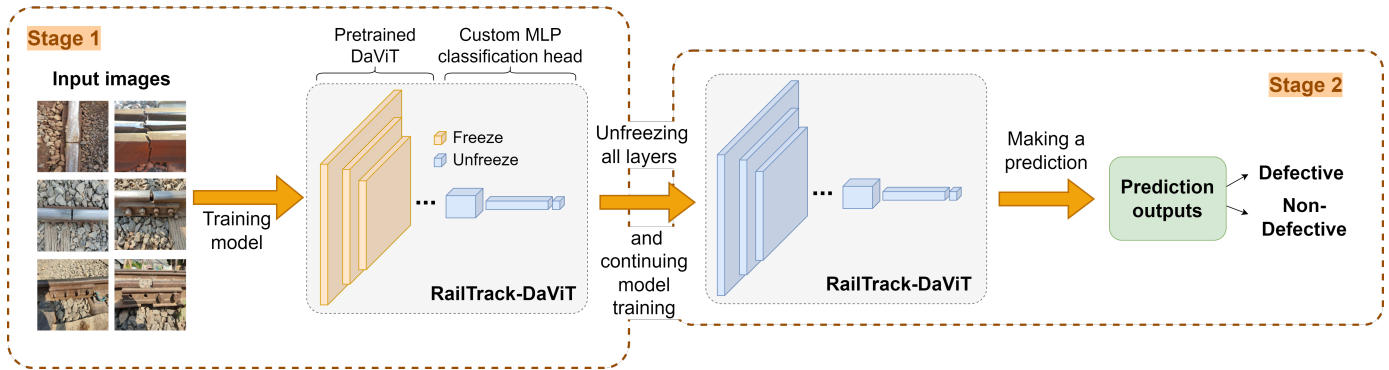 Stage 1
Input images
Training
model
Pretrained
DaViT
Custom MLP
classification head
Freeze
Unfreeze
RailTrack-DaViT
Unfreezing
all layers
and
continuing
model
training
RailTrack-DaViT
Stage 2
Making a
prediction
Prediction
outputs
Defective
Non-
Defective